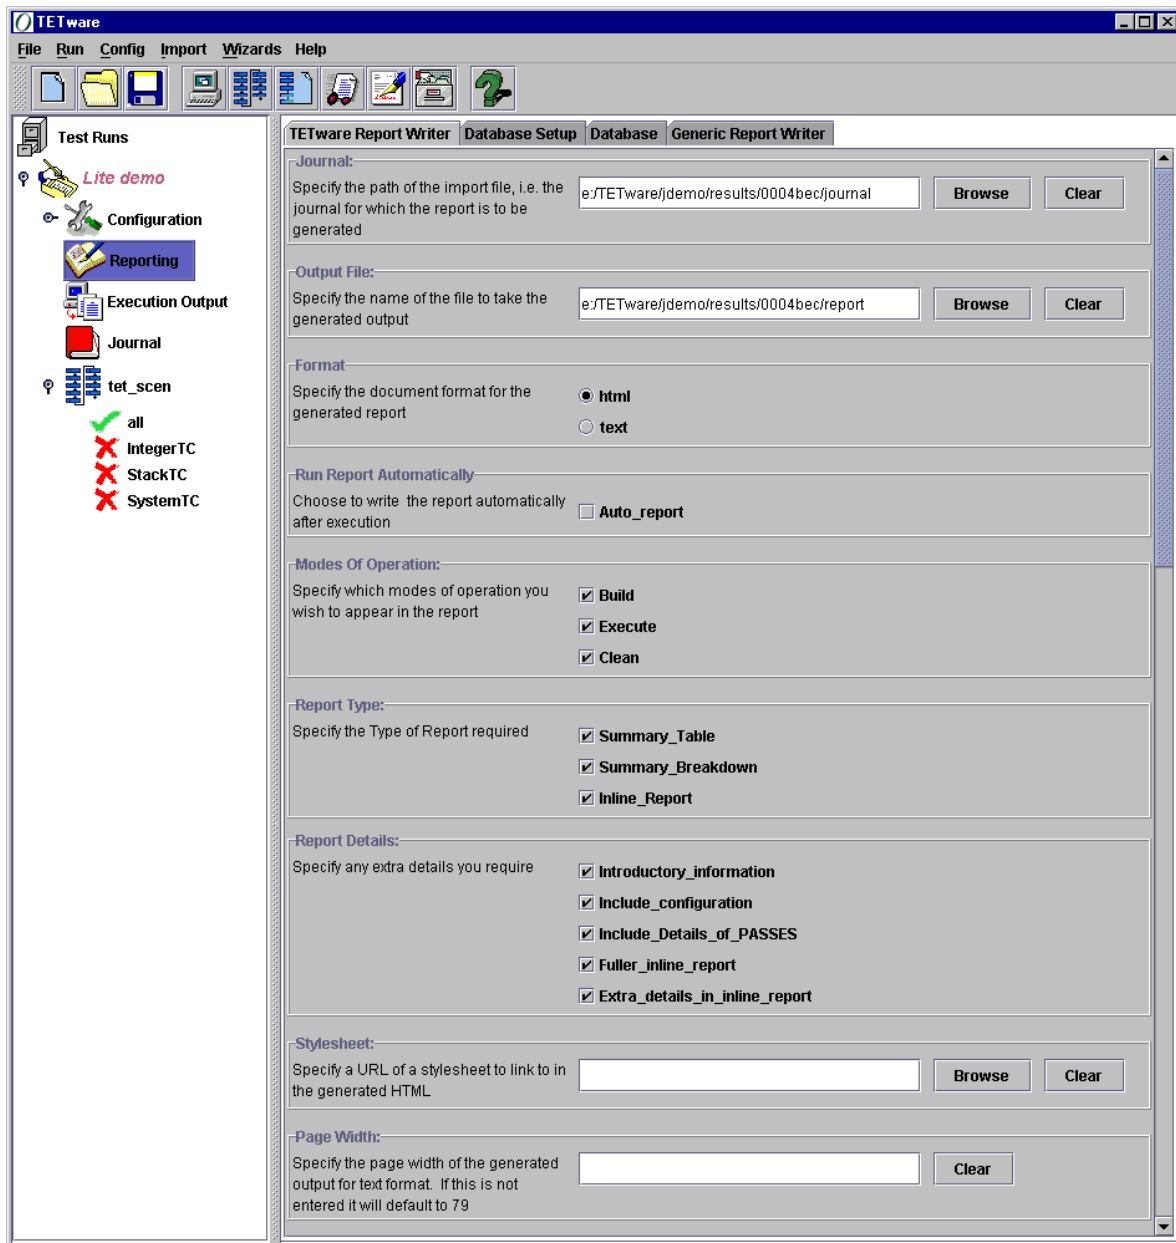 TETware
File Run Config Import Wizards Help
Test Runs
Lite demo
Configuration
Reporting
Execution Output
Journal
tet_scen
all
IntegerTC
StackTC
SystemTC
TETware Report Writer Database Setup Database Generic Report Writer
Journal:
Specify the path of the import file, i.e. the
journal for which the report is to be
generated
e:/TETware/jdemo/results/0004bec/journal
Browse Clear
Output File:
Specify the name of the file to take the
generated output
e:/TETware/jdemo/results/0004bec/report
Browse Clear
Format
Specify the document format for the
generated report
html
text
Run Report Automatically
Choose to write the report automatically
after execution
Auto_report
Modes Of Operation:
Specify which modes of operation you
wish to appear in the report
Build
Execute
Clean
Report Type:
Specify the Type of Report required
Summary_Table
Summary_Breakdown
Inline_Report
Report Details:
Specify any extra details you require
Introductory_information
Include_configuration
Include_Details_of_PASSES
Fuller_inline_report
Extra_details_in_inline_report
Stylesheet:
Specify a URL of a stylesheet to link to in
the generated HTML
Browse Clear
Page Width:
Specify the page width of the generated
output for text format. If this is not
entered it will default to 79
Clear